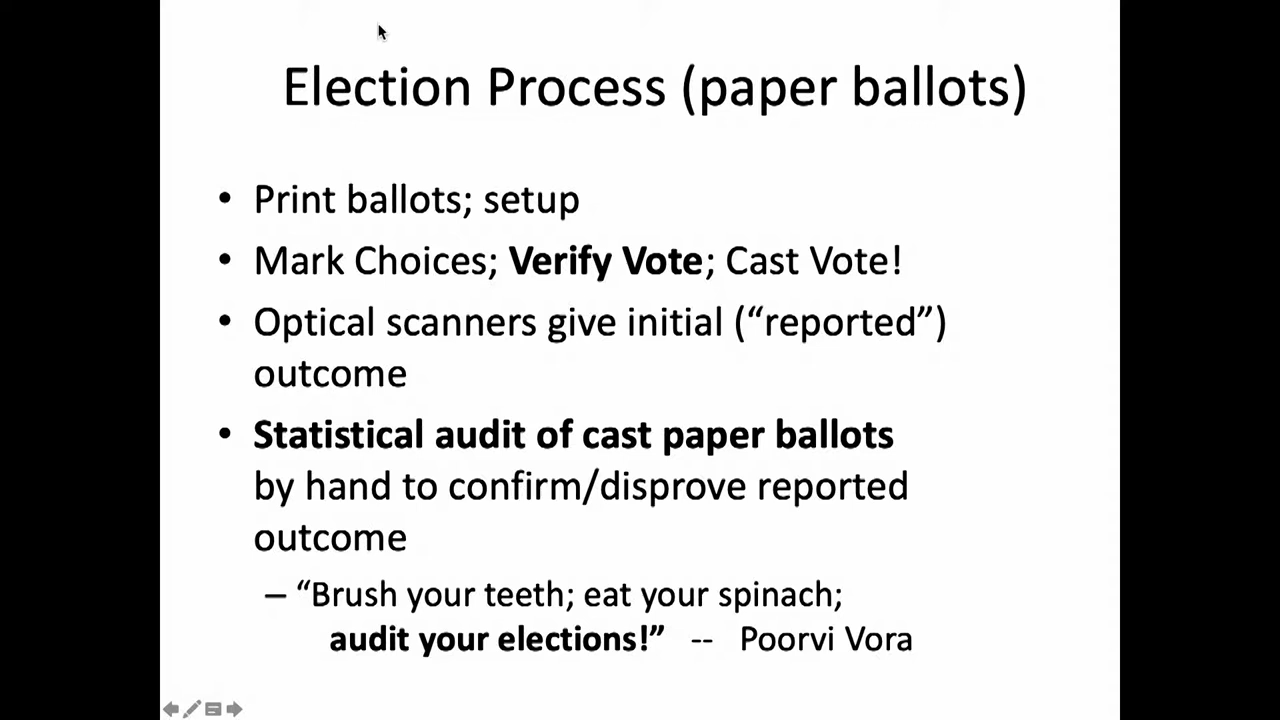 Election Process (paper ballots)
• Print ballots; setup
• Mark Choices; Verify Vote; Cast Vote!
• Optical scanners give initial (“reported”)
outcome
• Statistical audit of cast paper ballots
by hand to confirm/disprove reported
outcome
– “Brush your teeth; eat your spinach;
audit your elections!” -- Poorvi Vora